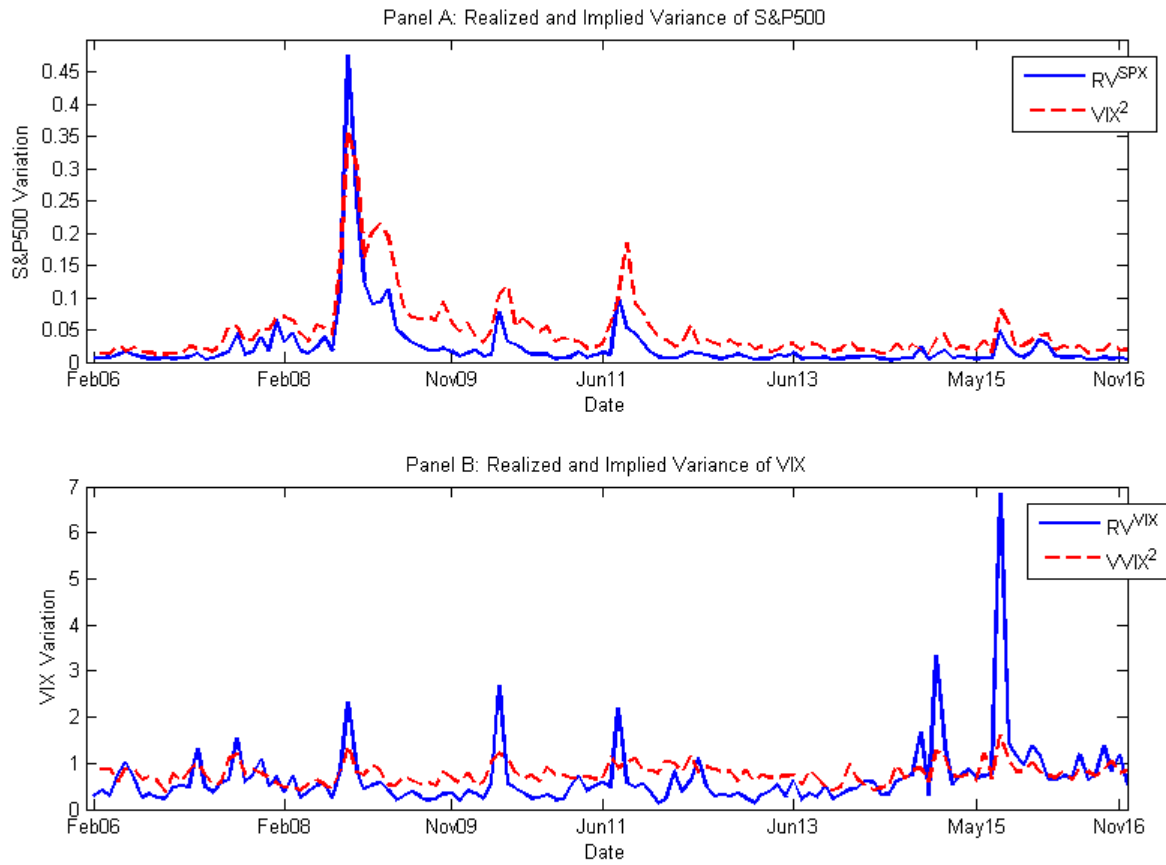 Panel A: Realized and Implied Variance of S&P500
S&P500 Variation
0.45
0.4
0.35
0.3
0.25
0.2
0.15
0.1
0.05
0
RV^SPX
VIX^2
Feb06 Feb08 Nov09 Jun11 Jun13 May15 Nov16
Date
Panel B: Realized and Implied Variance of VIX
VIX Variation
7
6
5
4
3
2
1
0
RV^VIX
VVIX^2
Feb06 Feb08 Nov09 Jun11 Jun13 May15 Nov16
Date